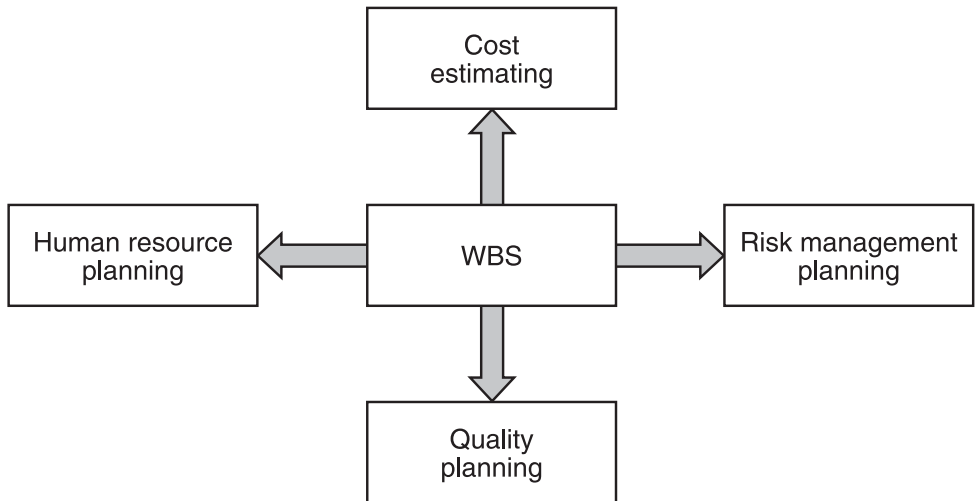 Cost
estimating
Human resource
planning
WBS
Risk management
planning
Quality
planning